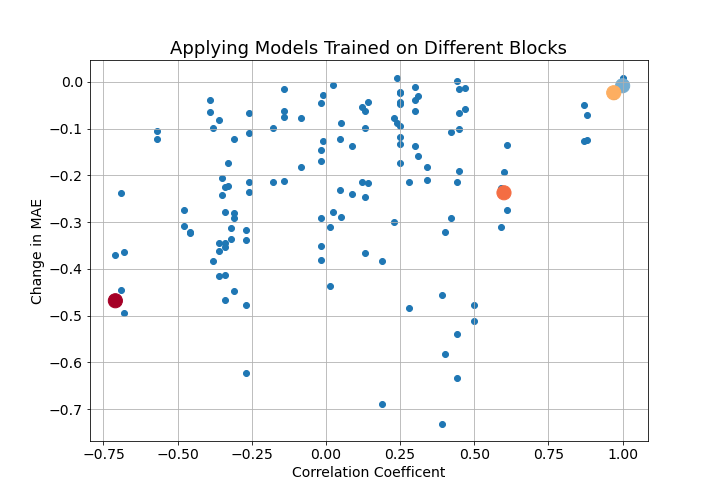 Applying Models Trained on Different Blocks
Change in MAE
0.0
−0.1
−0.2
−0.3
−0.4
−0.5
−0.6
−0.7
−0.75 −0.50 −0.25 0.00 0.25 0.50 0.75 1.00
Correlation Coefficent